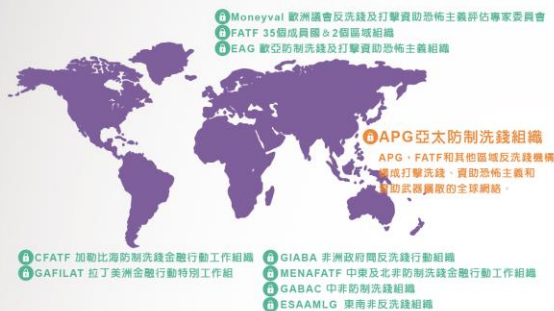 Moneyval 歐洲議會反洗錢及打擊資助恐怖主義評估專家委員會
FATF 35個成員國&2個區域組織
EAG 歐亞防制洗錢及打擊資助恐怖主義組織
APG亞太防制洗錢組織
APG、FATF和其他區域反洗錢機構
構成打擊洗錢、資助恐怖主義和
資助武器擴散的全球網絡。
CFATF 加勒比海防制洗錢金融行動工作組織
GAFILAT 拉丁美洲金融行動特別工作組
GIABA 非洲政府間反洗錢行動組織
MENAFATF 中東及北非防制洗錢金融行動工作組織
GABAC 中非防制洗錢組織
ESAAMLG 東南非反洗錢組織